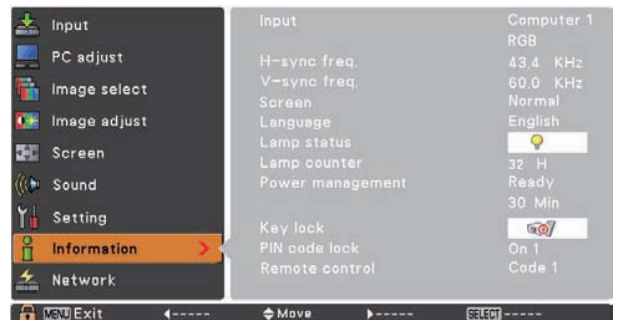 Input
PC adjust
Image select
Image adjust
Screen
Sound
Setting
Information
Network
Input Computer 1
RGB
H-sync freq. 43.4 KHz
V-sync freq. 60.0 KHz
Screen Normal
Language English
Lamp status
Lamp counter 32 H
Power management Ready
30 Min
Key lock
PIN code lock On 1
Remote control Code 1
MENU Exit ◄----- Move ►----- SELECT -----